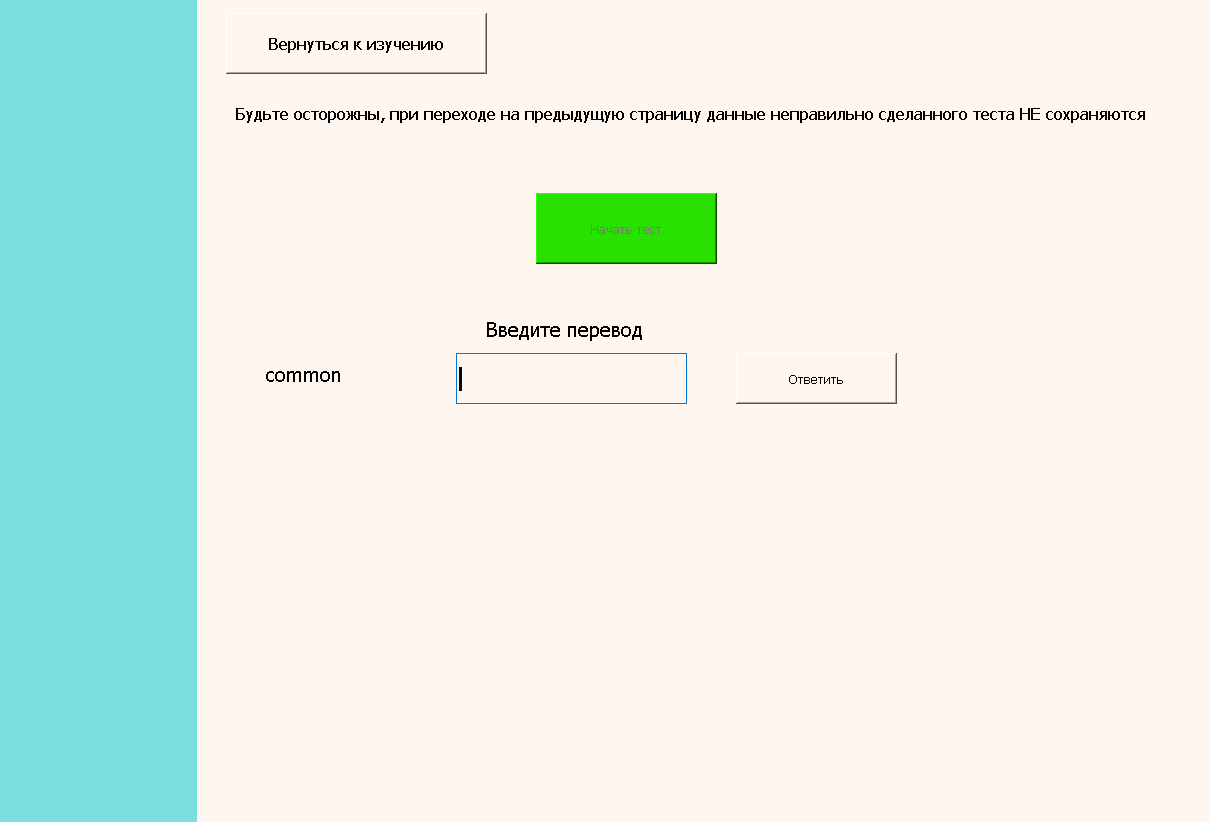 Вернуться к изучению
Будьте осторожны, при переходе на предыдущую страницу данные неправильно сделанного теста НЕ сохраняются
Начать тест
Введите перевод
common
Ответить